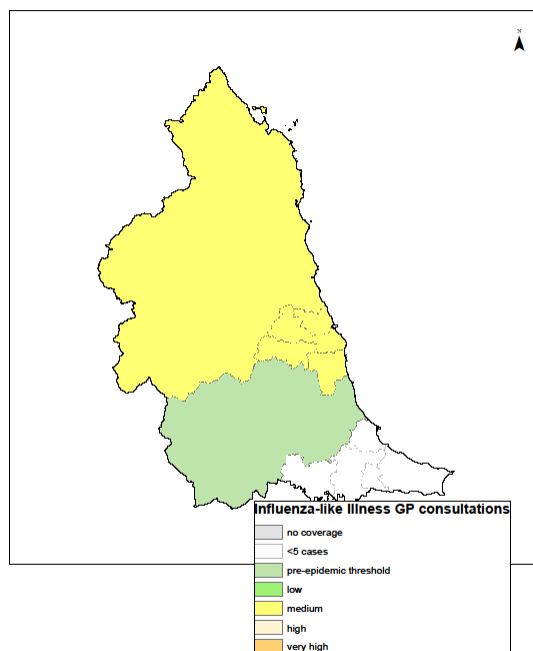 N
Influenza-like Illness GP consultations
no coverage
<5 cases
pre-epidemic threshold
low
medium
high
very high